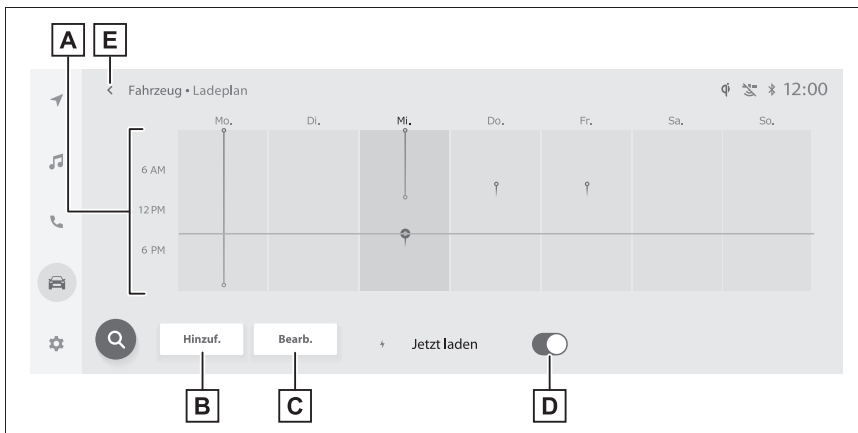 A E
Fahrzeug • Ladeplan
12:00
Mo. Di. Mi. Do. Fr. Sa. So.
6 AM
12 PM
6 PM
Hinzuf. Bearb. Jetzt laden
B C D